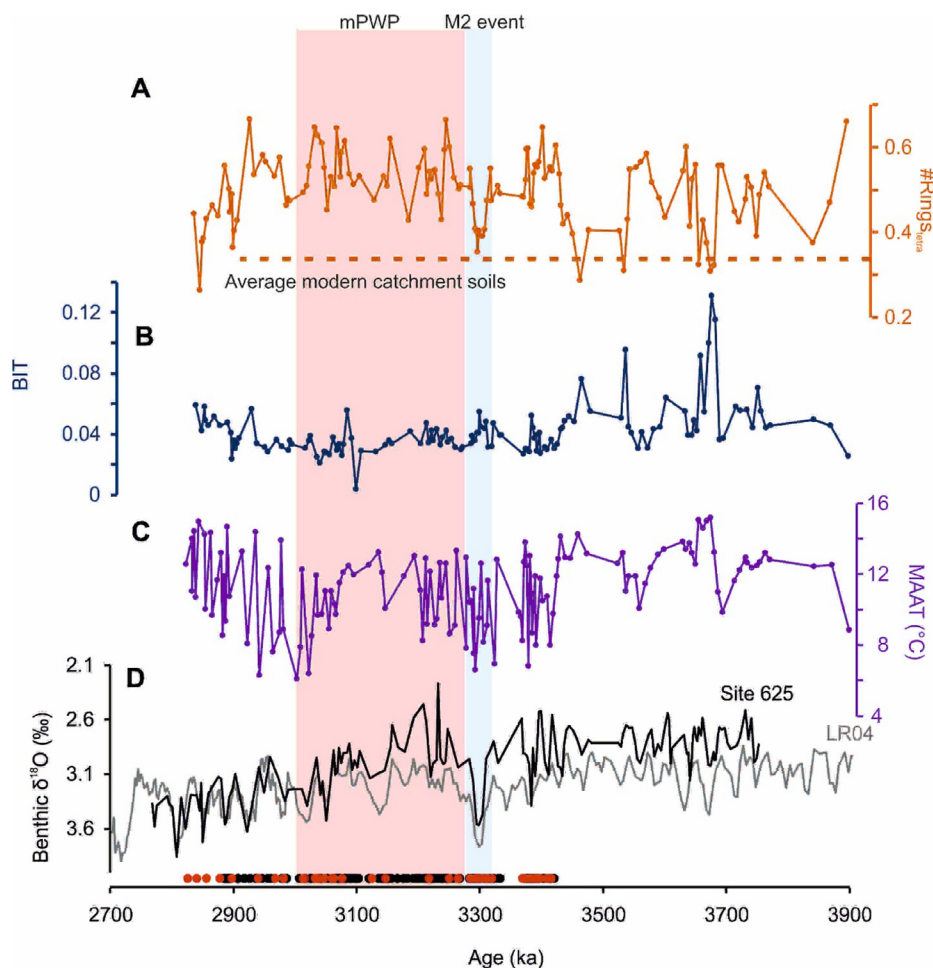 mPWP M2 event
A
0.6
#Ringstetra
0.4
Average modern catchment soils
0.2
0.12
B
0.08
BIT
0.04
0
C
16
12
MAAT (°C)
8
4
2.1
D
Site 625
2.6
LR04
Benthic δ18O (‰)
3.1
3.6
2700 2900 3100 3300 3500 3700 3900
Age (ka)